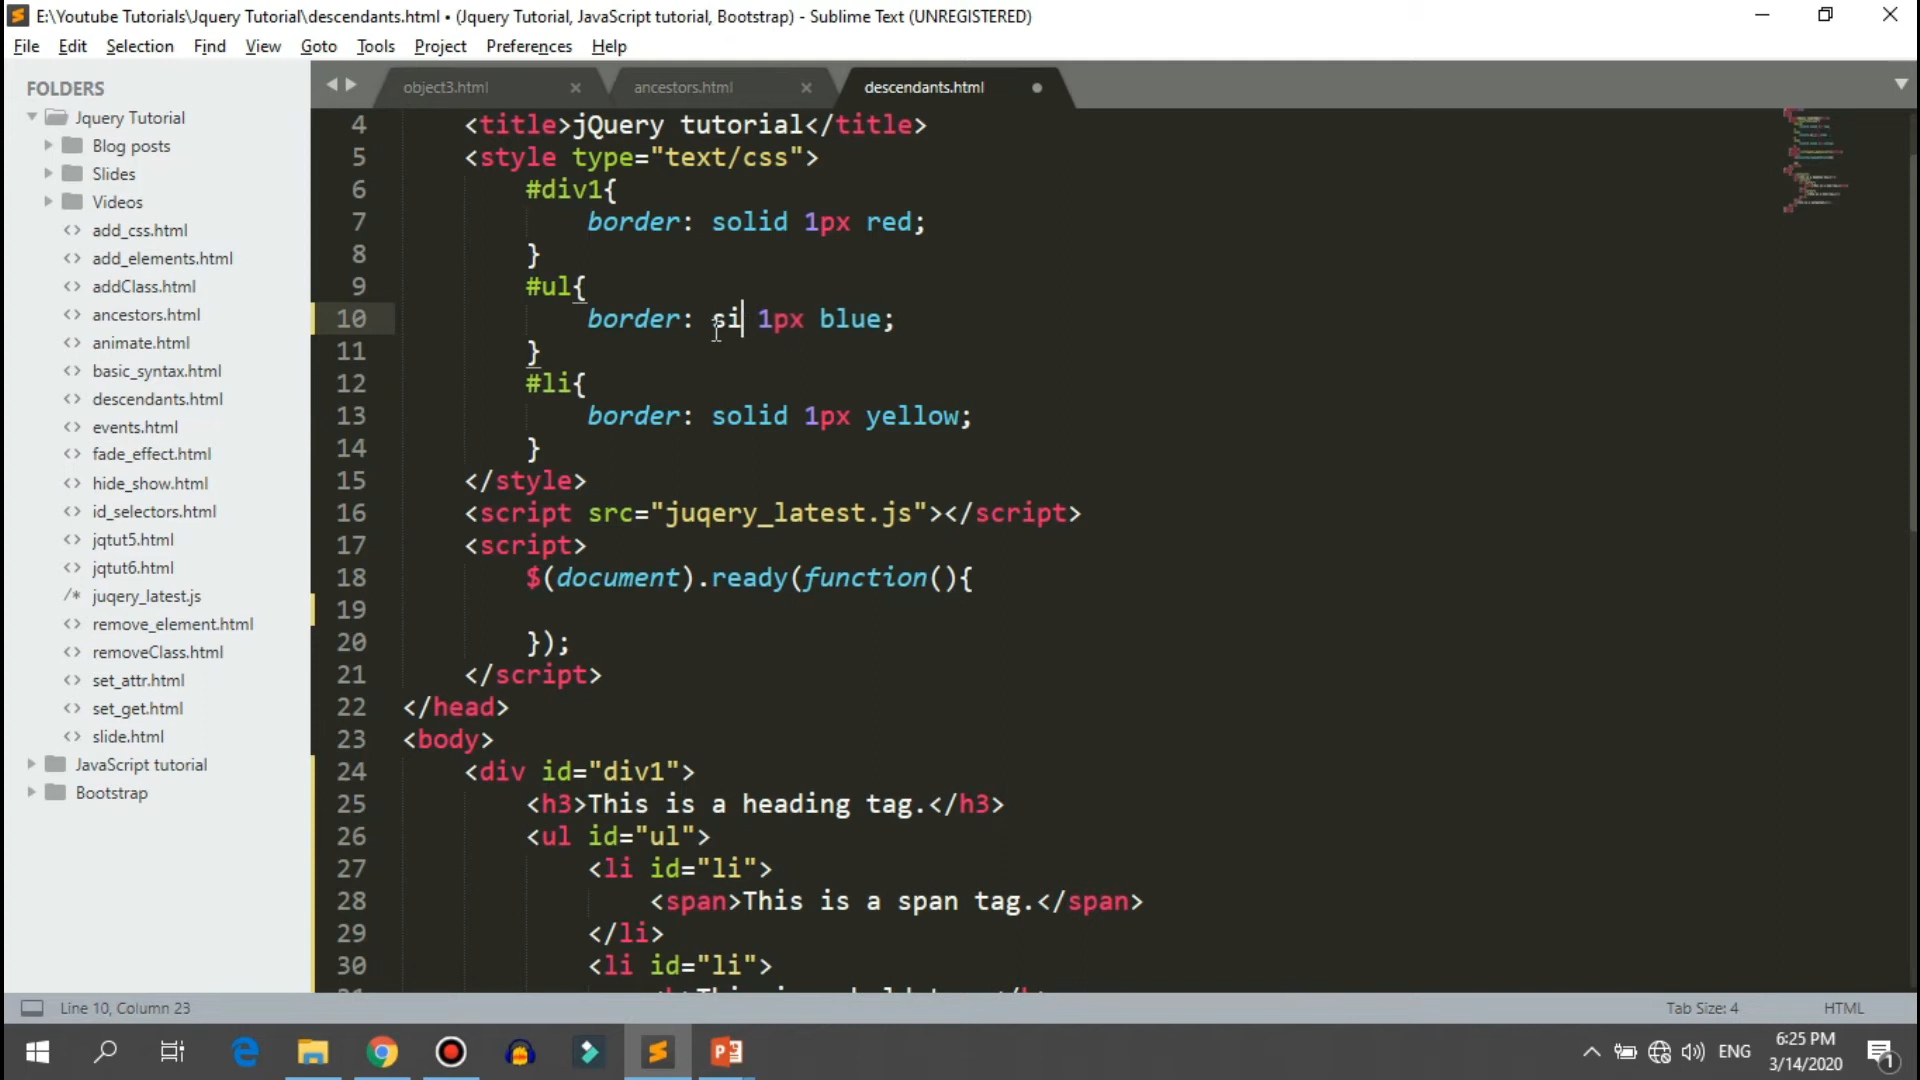 E:\Youtube Tutorials\Jquery Tutorial\descendants.html • (Jquery Tutorial, JavaScript tutorial, Bootstrap) - Sublime Text (UNREGISTERED)
File Edit Selection Find View Goto Tools Project Preferences Help
FOLDERS
Jquery Tutorial
Blog posts
Slides
Videos
add_css.html
add_elements.html
addClass.html
ancestors.html
animate.html
basic_syntax.html
descendants.html
events.html
fade_effect.html
hide_show.html
id_selectors.html
jqtut5.html
jqtut6.html
juqery_latest.js
remove_element.html
removeClass.html
set_attr.html
set_get.html
slide.html
JavaScript tutorial
Bootstrap
object3.html ancestors.html descendants.html
4 <title>jQuery tutorial</title>
5 <style type="text/css">
6 #div1{
7 border: solid 1px red;
8 }
9 #ul{
10 border: si 1px blue;
11 }
12 #li{
13 border: solid 1px yellow;
14 }
15 </style>
16 <script src="juqery_latest.js"></script>
17 <script>
18 $(document).ready(function(){
19
20 });
21 </script>
22 </head>
23 <body>
24 <div id="div1">
25 <h3>This is a heading tag.</h3>
26 <ul id="ul">
27 <li id="li">
28 <span>This is a span tag.</span>
29 </li>
30 <li id="li">
Line 10, Column 23 Tab Size: 4 HTML
ENG 6:25 PM
3/14/2020 1